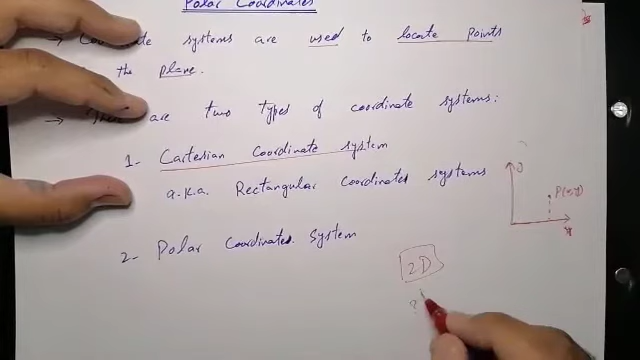 Polar Coordinates
→ systems are used to locate points
the plane.
→ are two types of coordinate systems:
1- Cartesian Coordinate system
a.k.a. Rectangular Coordinates systems
2- Polar Coordinates System
2D
?